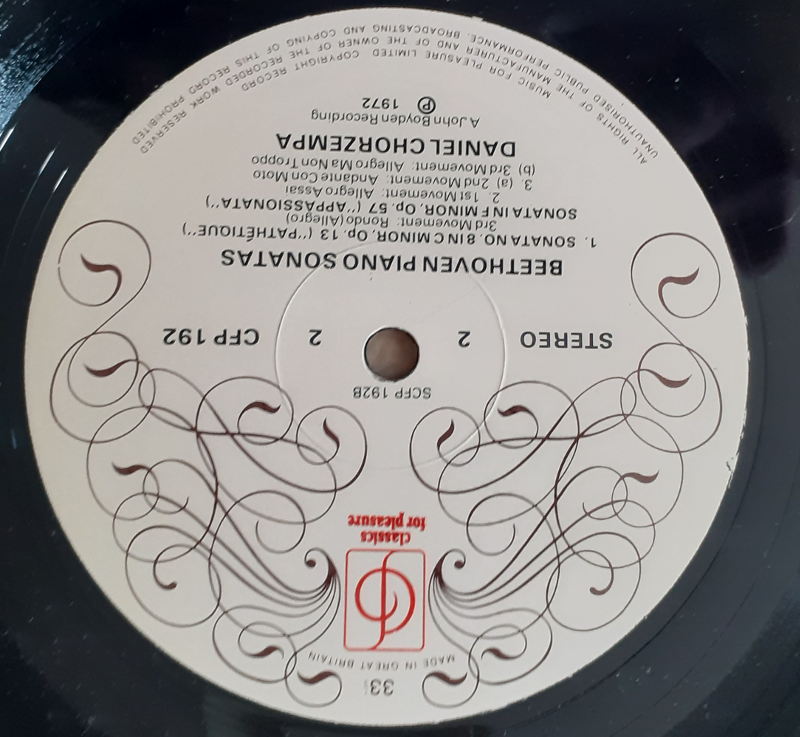 33⅓
MADE IN GREAT BRITAIN
classics
for pleasure
SCFP 192B
STEREO 2 2 CFP 192
BEETHOVEN PIANO SONATAS
1. SONATA NO. 8 IN C MINOR, Op. 13 ("PATHÉTIQUE")
3rd Movement: Rondo (Allegro)
SONATA IN F MINOR, Op. 57 ("APPASSIONATA")
2. 1st Movement: Allegro Assai
3. (a) 2nd Movement: Andante Con Moto
(b) 3rd Movement: Allegro Ma Non Troppo
DANIEL CHORZEMPA
A John Boyden Recording
Ⓟ 1972
MUSIC FOR PLEASURE LIMITED COPYRIGHT RECORD
ALL RIGHTS OF THE MANUFACTURER AND OF THE OWNER OF THE RECORDED WORK RESERVED
UNAUTHORISED PUBLIC PERFORMANCE, BROADCASTING AND COPYING OF THIS RECORD PROHIBITED